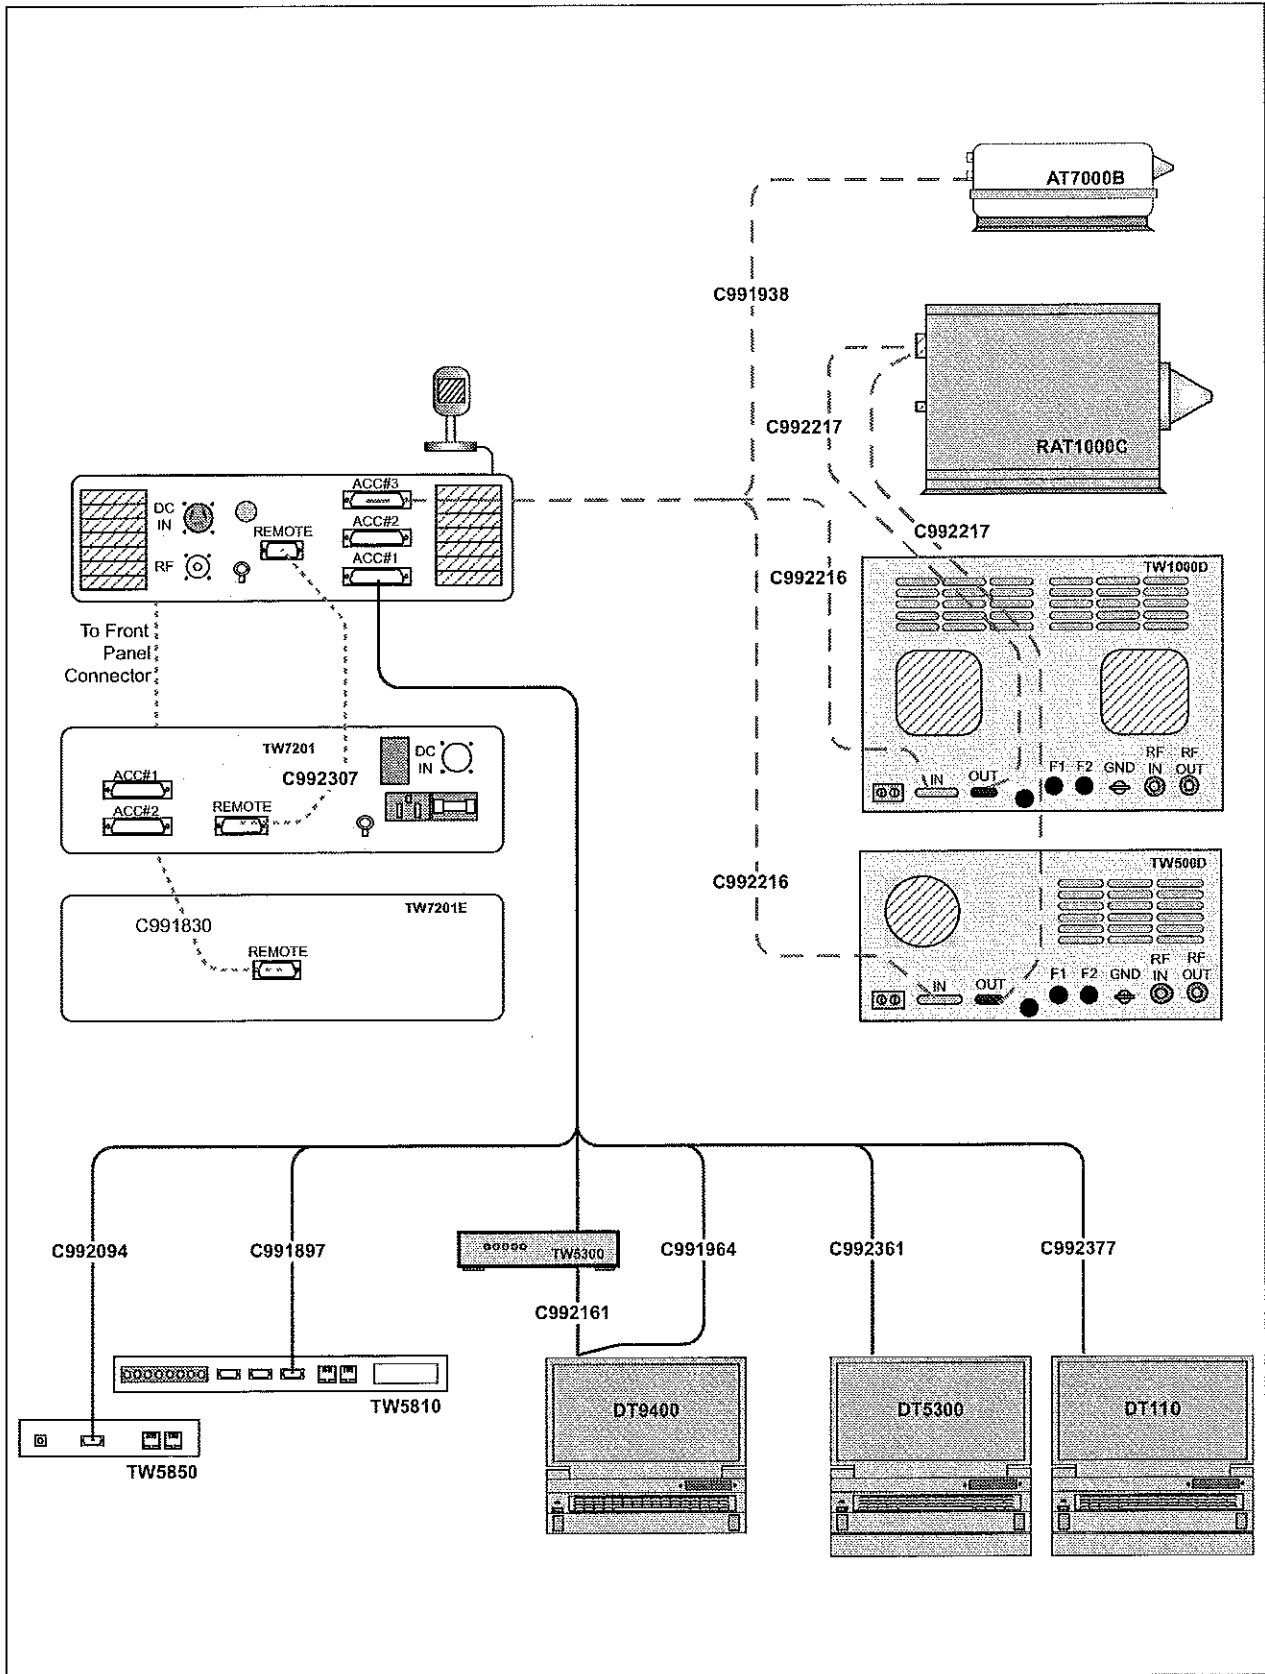 AT7000B
C991938
C992217
RAT1000C
ACC#3
DC
IN
ACC#2
REMOTE
C992217
ACC#1
RF
C992216
TW1000D
To Front
Panel
Connector
TW7201
DC
IN
RF
IN
RF
OUT
C992307
ACC#1
IN
OUT
F1
F2
GND
REMOTE
ACC#2
TW500D
C992216
TW7201E
C991830
REMOTE
RF
IN
RF
OUT
IN
OUT
F1
F2
GND
C992094
C991897
TW5300
C991964
C992361
C992377
C992161
TW5810
DT9400
DT5300
DT110
TW5850